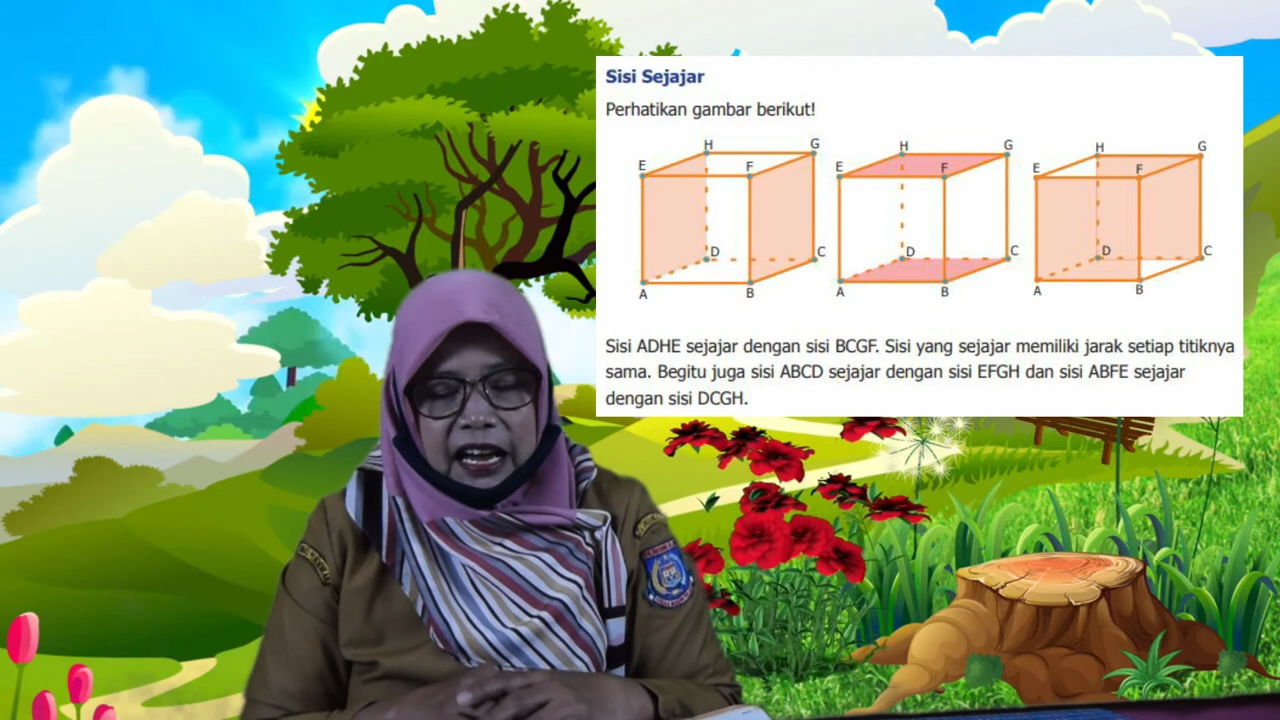 Sisi Sejajar
Perhatikan gambar berikut!
H G
E F
D C
A B
H G
E F
D C
A B
H G
E F
D C
A B
Sisi ADHE sejajar dengan sisi BCGF. Sisi yang sejajar memiliki jarak setiap titiknya
sama. Begitu juga sisi ABCD sejajar dengan sisi EFGH dan sisi ABFE sejajar
dengan sisi DCGH.